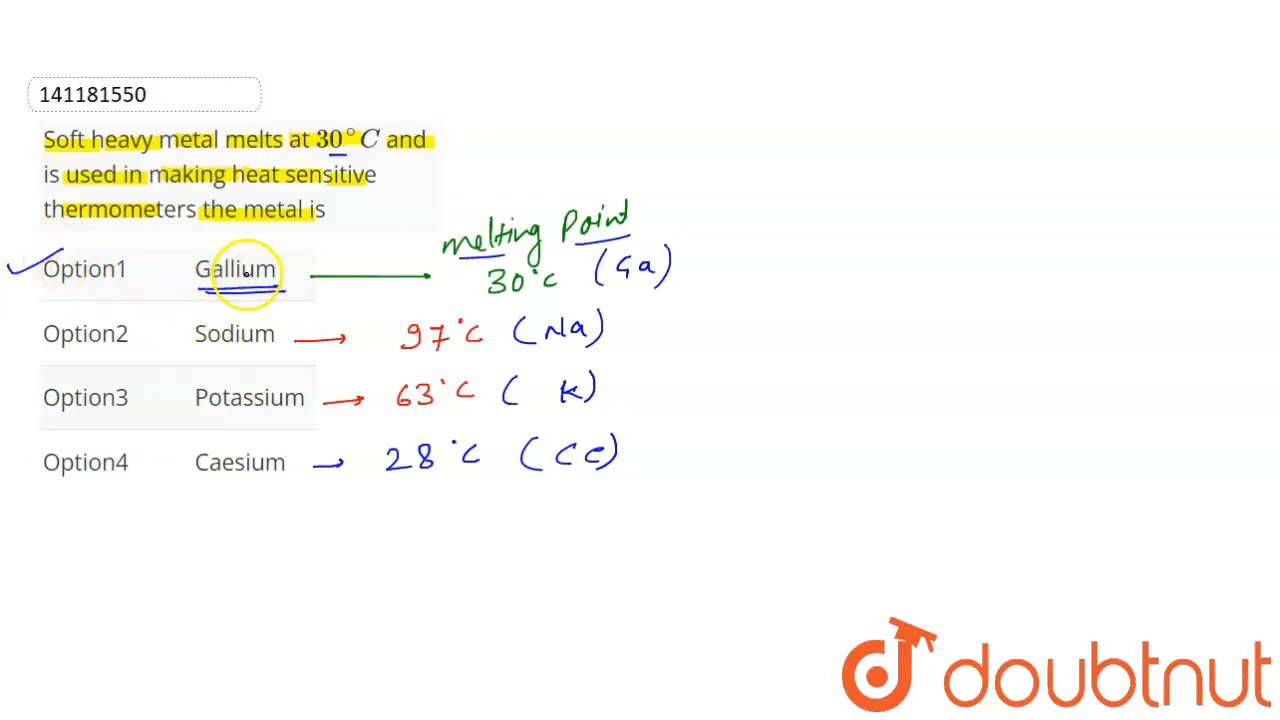 141181550
Soft heavy metal melts at 30°C and
is used in making heat sensitive
thermometers the metal is
melting Point
Option1 Gallium 30°C (Ga)
Option2 Sodium 97°C (Na)
Option3 Potassium 63°C (K)
Option4 Caesium 28°C (Ce)
doubtnut